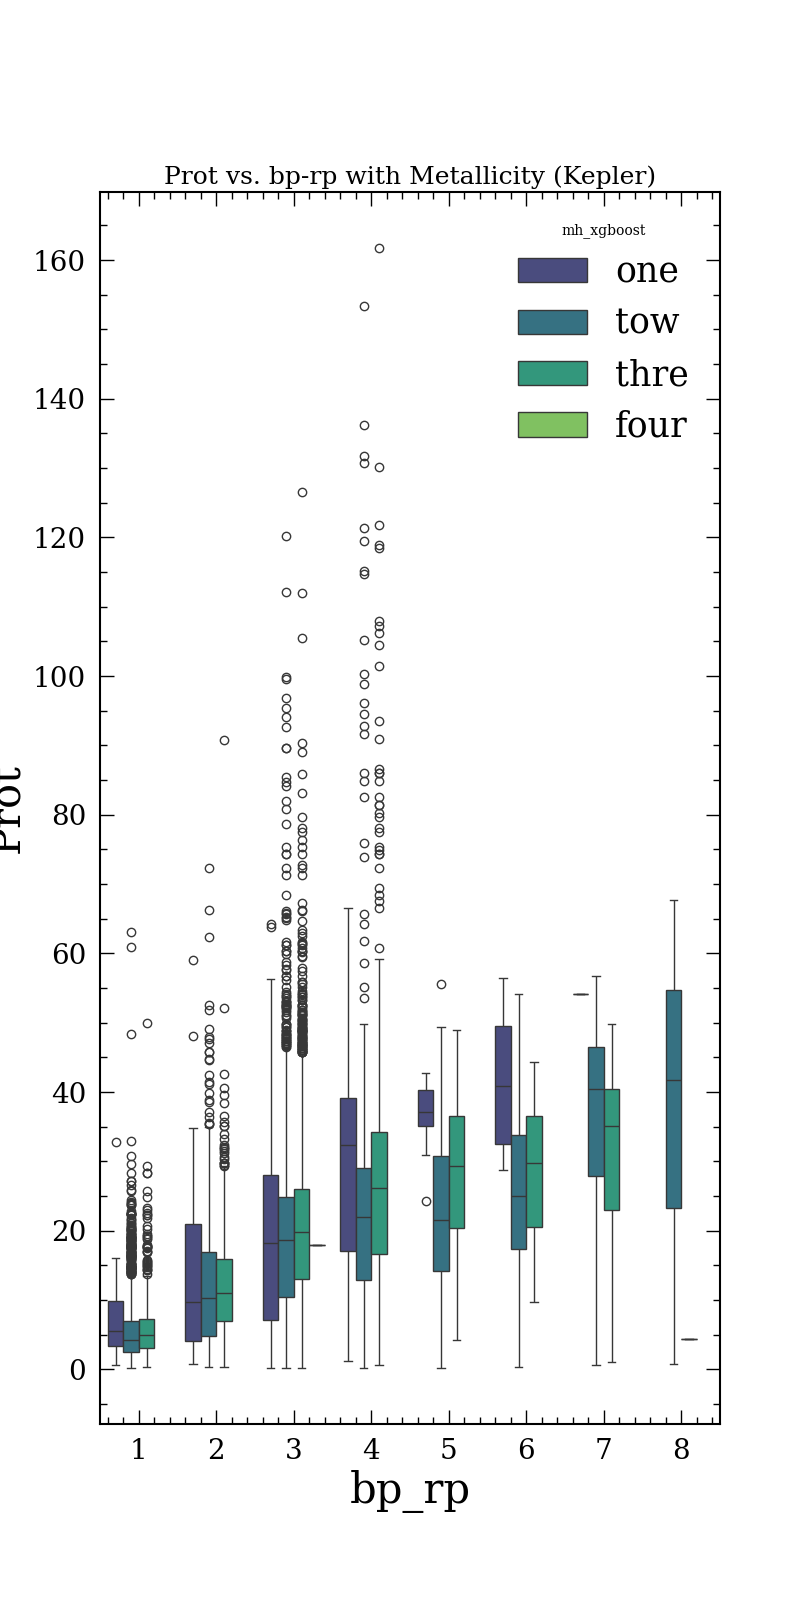 Prot vs. bp-rp with Metallicity (Kepler)
mh_xgboost
one
tow
thre
four
160
140
120
100
80
60
40
20
0
Prot
1 2 3 4 5 6 7 8
bp_rp